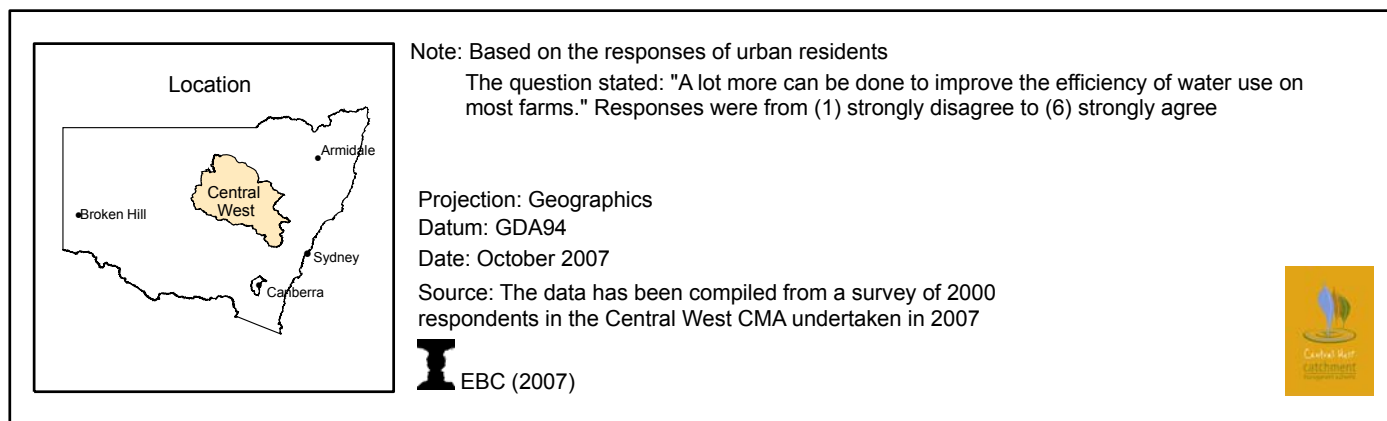 Location
Armidale
Central
West
Broken Hill
Sydney
Canberra
Note: Based on the responses of urban residents
The question stated: "A lot more can be done to improve the efficiency of water use on
most farms." Responses were from (1) strongly disagree to (6) strongly agree
Projection: Geographics
Datum: GDA94
Date: October 2007
Source: The data has been compiled from a survey of 2000
respondents in the Central West CMA undertaken in 2007
EBC (2007)
Central West
catchment